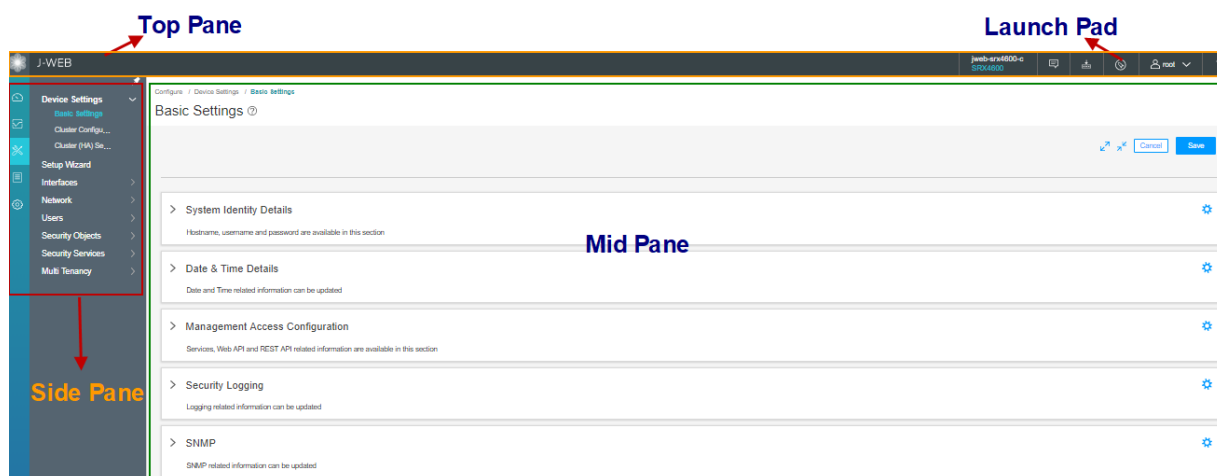 Top Pane
Launch Pad
J-WEB
jweb-srx4600-c
SRX4600
root
Configure / Device Settings / Basic Settings
Basic Settings
Cancel
Save
Device Settings
Basic Settings
Cluster Configu...
Cluster (HA) Se...
Setup Wizard
Interfaces
Network
Users
Security Objects
Security Services
Multi Tenancy
Side Pane
Mid Pane
System Identity Details
Hostname, username and password are available in this section
Date & Time Details
Date and Time related information can be updated
Management Access Configuration
Services, Web API and REST API related information are available in this section
Security Logging
Logging related information can be updated
SNMP
SNMP related information can be updated